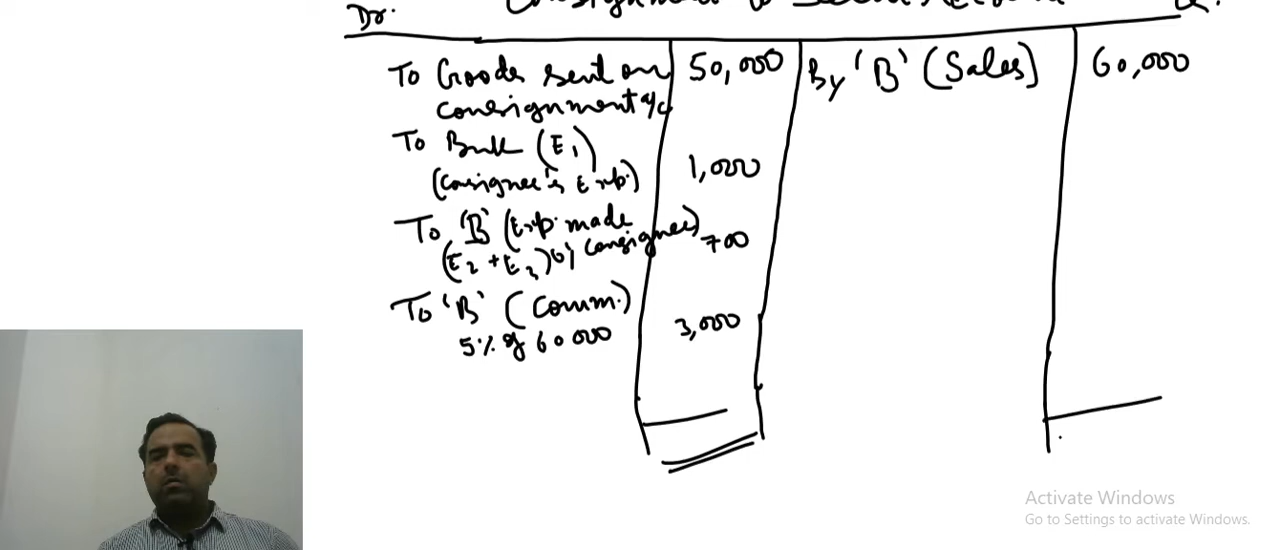 Dr.
To Goods sent on 50,000 By 'B' (Sales) 60,000
consignment a/c
To Bank (E1)
(Cosignee's Exp.) 1,000
To 'B' (Exp. made
(E2 + E3) by consignee) 700
To 'B' (Comm.)
5% of 60000 3,000
Activate Windows
Go to Settings to activate Windows.